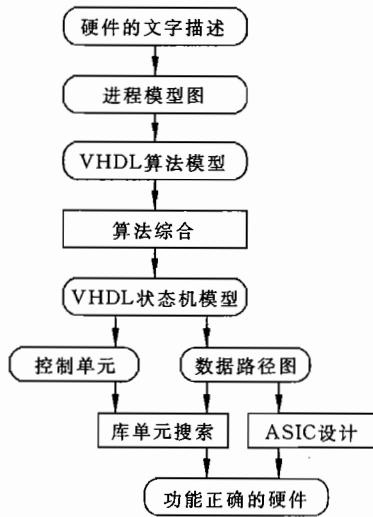 硬件的文字描述
进程模型图
VHDL算法模型
算法综合
VHDL状态机模型
控制单元
数据路径图
库单元搜索
ASIC设计
功能正确的硬件